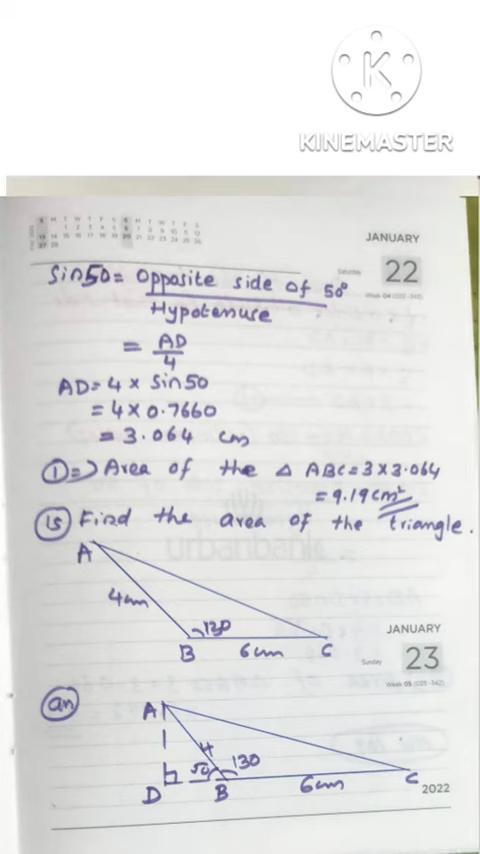 KINEMASTER
JANUARY
Saturday
22
Sin50 = Opposite side of 50°
Hypotenuse
= AD
4
AD = 4 x Sin50
= 4 x 0.7660
= 3.064 cm
① => Area of the △ ABC = 3 x 3.064
= 9.19cm²
15 Find the area of the triangle.
A
4cm
130
B
6cm
C
JANUARY
Sunday
23
an
A
4
50
130
D
B
6cm
C
2022